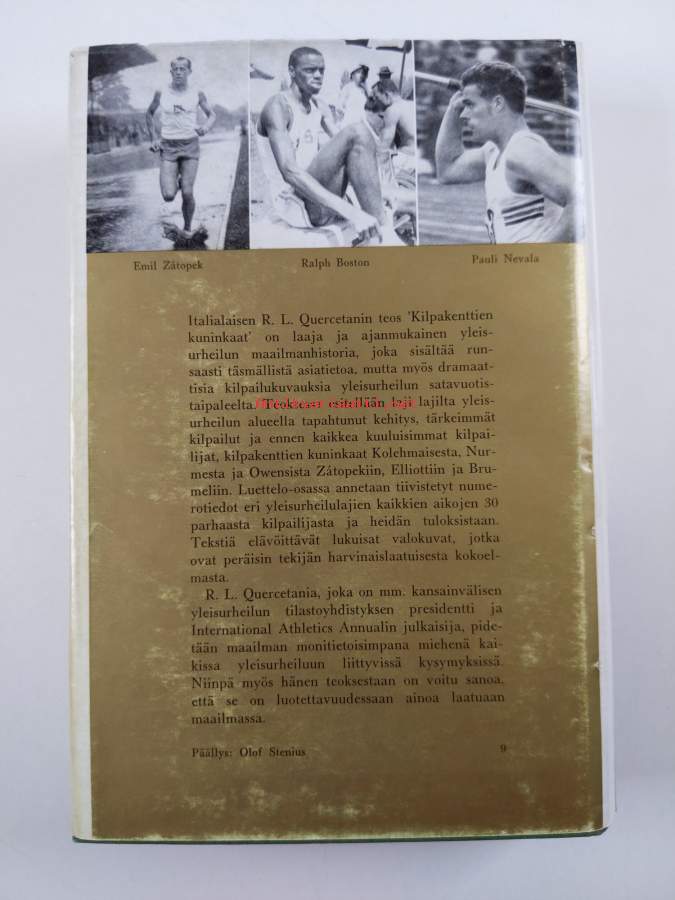 Emil Zátopek
Ralph Boston
Pauli Nevala
Italialaisen R. L. Quercetanin teos 'Kilpakenttien
kuninkaat' on laaja ja ajanmukainen yleis-
urheilun maailmanhistoria, joka sisältää run-
saasti täsmällistä asiatietoa, mutta myös dramaat-
tisia kilpailukuvauksia yleisurheilun satavuotis-
taipaleelta. Teoksessa esitellään laji lajilta yleis-
urheilun alueella tapahtunut kehitys, tärkeimmät
kilpailut ja ennen kaikkea kuuluisimmat kilpai-
lijat, kilpakenttien kuninkaat Kolehmaisesta, Nur-
mesta ja Owensista Zátopekiin, Elliottiin ja Bru-
meliin. Luettelo-osassa annetaan tiivistetyt nume-
rotiedot eri yleisurheilulajien kaikkien aikojen 30
parhaasta kilpailijasta ja heidän tuloksistaan.
Tekstiä elävöittävät lukuisat valokuvat, jotka
ovat peräisin tekijän harvinaislaatuisesta kokoel-
masta.
R. L. Quercetania, joka on mm. kansainvälisen
yleisurheilun tilastoyhdistyksen presidentti ja
International Athletics Annualin julkaisija, pide-
tään maailman monitietoisimpana miehenä kai-
kissa yleisurheiluun liittyvissä kysymyksissä.
Niinpä myös hänen teoksestaan on voitu sanoa,
että se on luotettavuudessaan ainoa laatuaan
maailmassa.
Päällys: Olof Stenius
9